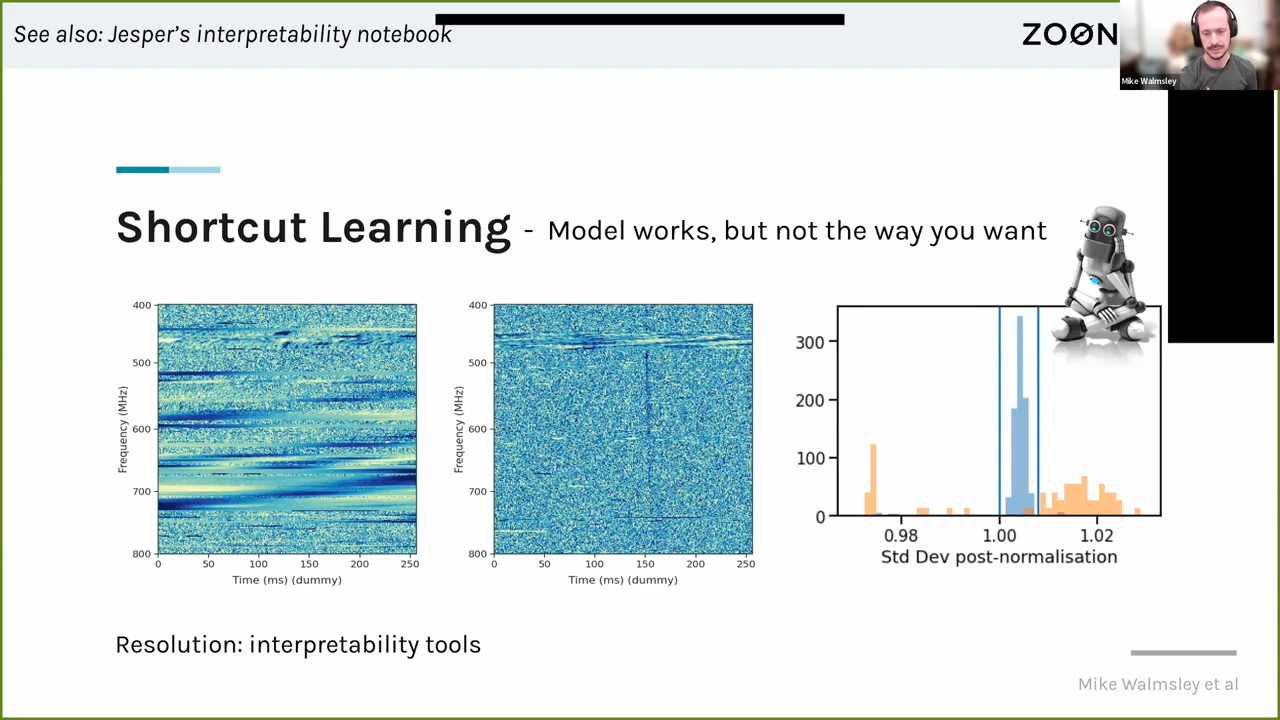 See also: Jesper's interpretability notebook
ZOØN
Mike Walmsley
Shortcut Learning - Model works, but not the way you want
400
500
600
700
800
Frequency (MHz)
0 50 100 150 200 250
Time (ms) (dummy)
400
500
600
700
800
Frequency (MHz)
0 50 100 150 200 250
Time (ms) (dummy)
300
200
100
0
0.98 1.00 1.02
Std Dev post-normalisation
Resolution: interpretability tools
Mike Walmsley et al